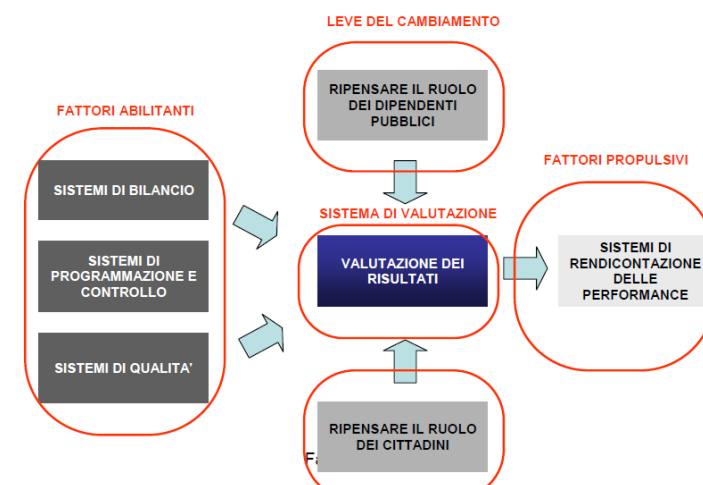 LEVE DEL CAMBIAMENTO
RIPENSARE IL RUOLO
DEI DIPENDENTI
PUBBLICI
FATTORI ABILITANTI
SISTEMI DI BILANCIO
SISTEMI DI
PROGRAMMAZIONE E
CONTROLLO
SISTEMI DI QUALITA'
SISTEMA DI VALUTAZIONE
VALUTAZIONE DEI
RISULTATI
FATTORI PROPULSIVI
SISTEMI DI
RENDICONTAZIONE
DELLE
PERFORMANCE
RIPENSARE IL RUOLO
DEI CITTADINI